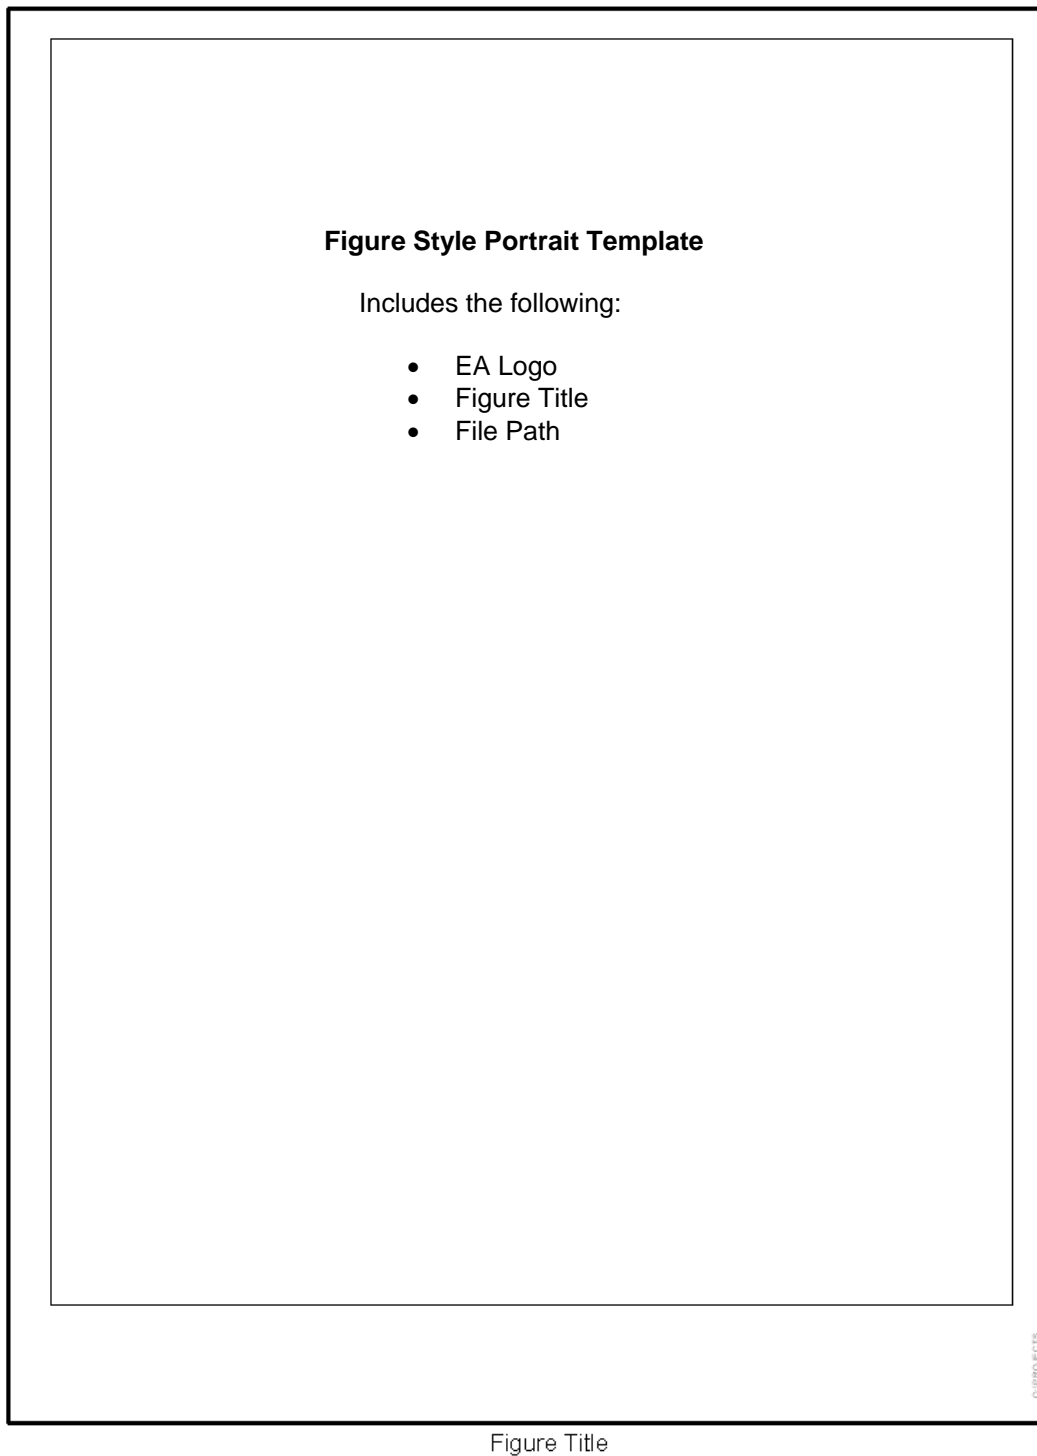 Figure Style Portrait Template
Includes the following:
• EA Logo
• Figure Title
• File Path
Figure Title